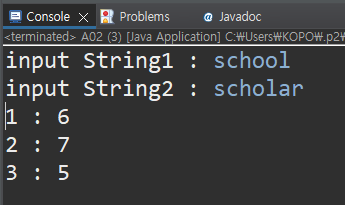 Console Problems @ Javadoc
<terminated> A02 (3) [Java Application] C:₩Users₩KOPO₩.p2₩
input String1 : school
input String2 : scholar
1 : 6
2 : 7
3 : 5